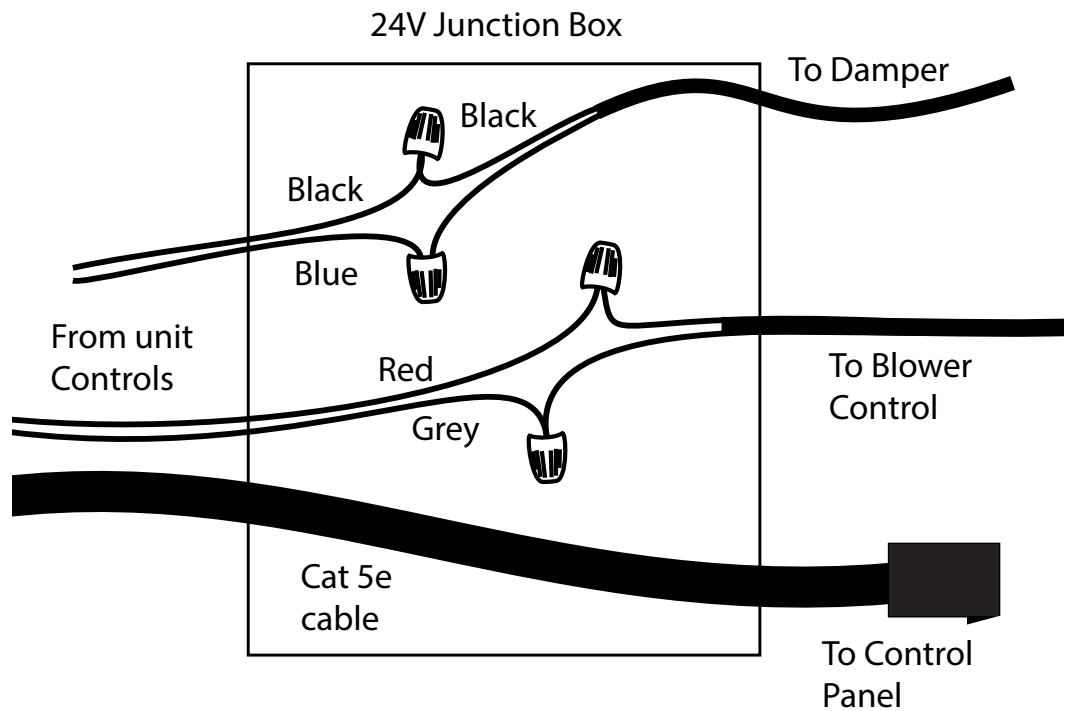 24V Junction Box
To Damper
Black
Black
Blue
From unit
Controls
Red
To Blower
Control
Grey
Cat 5e
cable
To Control
Panel